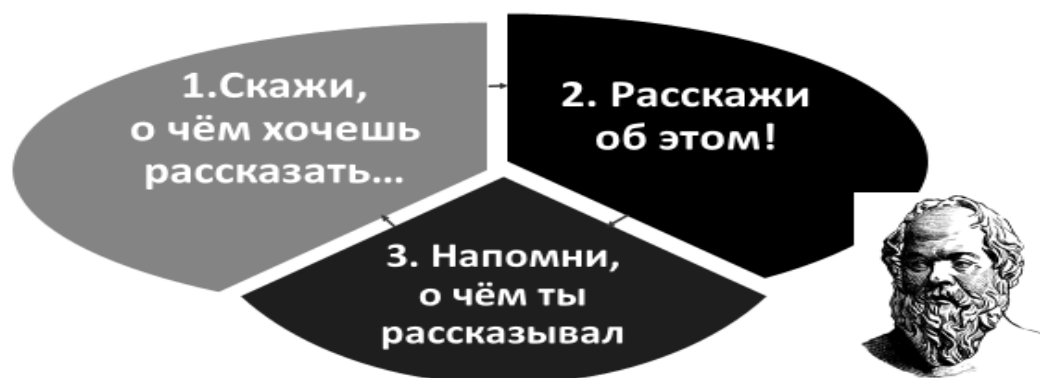 1.Скажи,
о чём хочешь
рассказать...
2. Расскажи
об этом!
3. Напомни,
о чём ты
рассказывал